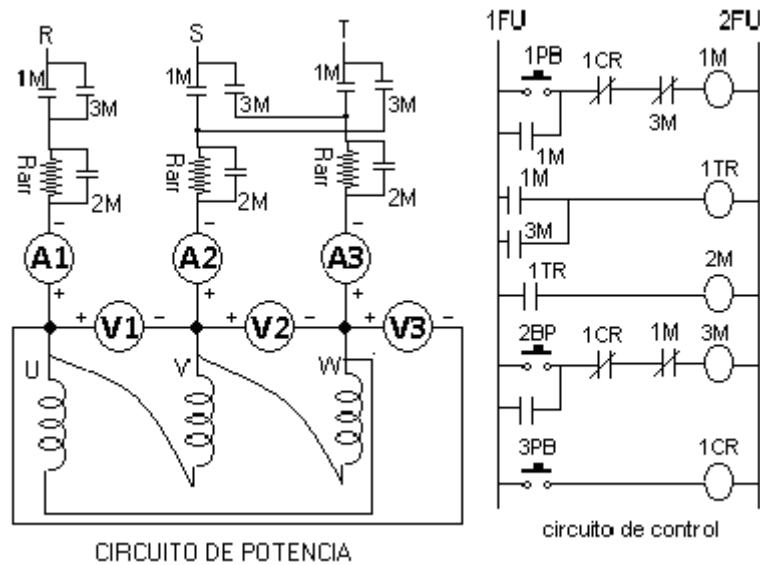 R
S
T
1M
3M
1M
3M
1M
3M
Rarr
2M
Rarr
2M
Rarr
2M
−
−
−
A1
A2
A3
+
+
+
+ V1 −
+ V2 −
+ V3 −
U
V
W
CIRCUITO DE POTENCIA
1FU
2FU
1PB
1CR
1M
3M
1M
1M
1TR
3M
1TR
2M
2BP
1CR
1M
3M
3PB
1CR
circuito de control